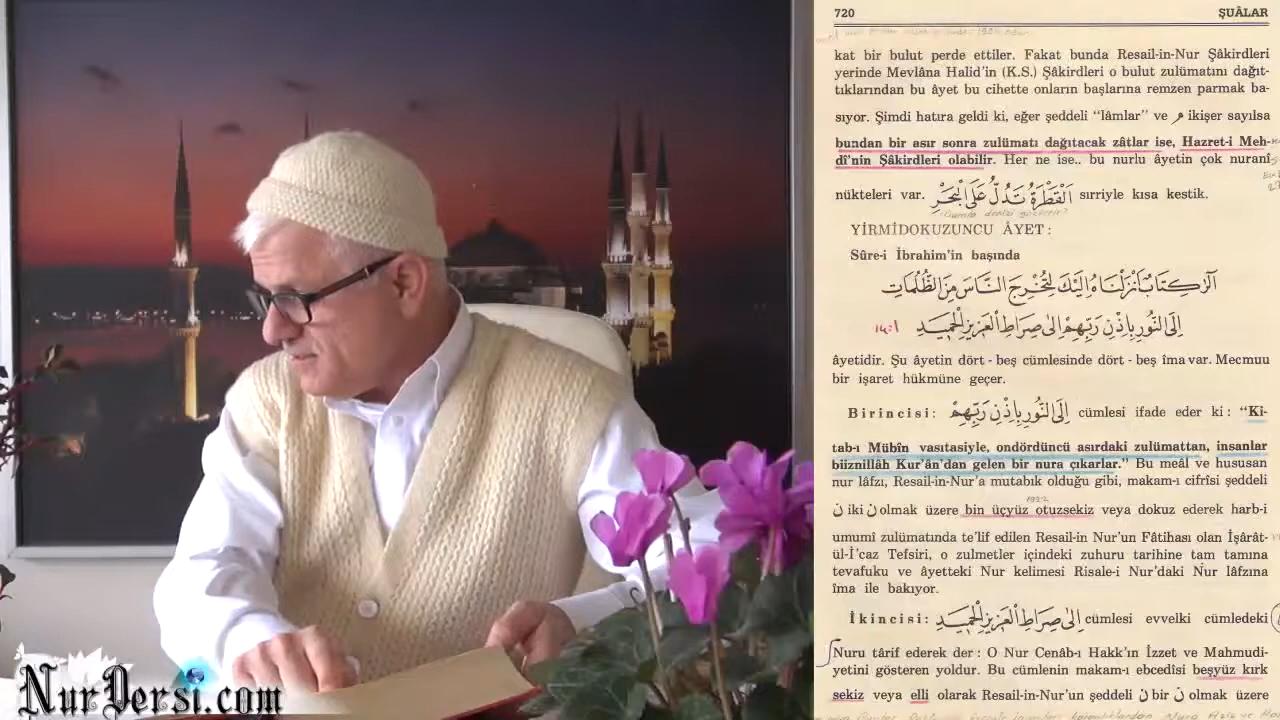 720 ŞUÂLAR
kat bir bulut perde ettiler. Fakat bunda Resail-in-Nur Şâkirdleri
yerinde Mevlâna Halid'in (K.S.) Şâkirdleri o bulut zulümatını dağıt-
tıklarından bu âyet bu cihette onların başlarına remzen parmak ba-
sıyor. Şimdi hatıra geldi ki, eğer şeddeli "lâmlar" ve م ikişer sayılsa
bundan bir asır sonra zulümatı dağıtacak zâtlar ise, Hazret-i Meh-
dî'nin Şâkirdleri olabilir. Her ne ise.. bu nurlu âyetin çok nuranî
nükteleri var. اَلْقَطْرَةُ تَدُلُّ عَلَى الْبَحْرِ sırriyle kısa kestik.
YİRMİDOKUZUNCU ÂYET:
Sûre-i İbrahim'in başında
الٓرٰ كِتَابٌ اَنْزَلْنَاهُ اِلَيْكَ لِتُخْرِجَ النَّاسَ مِنَ الظُّلُمَاتِ
اِلَى النُّورِ بِاِذْنِ رَبِّهِمْ اِلٰى صِرَاطِ الْعَزِيزِ الْحَمِيدِ
14:1
âyetidir. Şu âyetin dört - beş cümlesinde dört - beş îma var. Mecmuu
bir işaret hükmüne geçer.
Birincisi: اِلَى النُّورِ بِاِذْنِ رَبِّهِمْ cümlesi ifade eder ki: "Ki-
tab-ı Mübîn vasıtasiyle, ondördüncü asırdaki zulümattan, insanlar
biiznillâh Kur'ân'dan gelen bir nura çıkarlar." Bu meâl ve hususan
nur lâfzı, Resail-in-Nur'a mutabık olduğu gibi, makam-ı cifrîsi şeddeli
ن iki ن olmak üzere bin üçyüz otuzsekiz veya dokuz ederek harb-i
umumî zulümatında te'lif edilen Resail-in Nur'un Fâtihası olan İşârât-
ül-İ'caz Tefsiri, o zulmetler içindeki zuhuru tarihine tam tamına
tevafuku ve âyetteki Nur kelimesi Risale-i Nur'daki Nur lâfzına
îma ile bakıyor.
İkincisi: اِلٰى صِرَاطِ الْعَزِيزِ الْحَمِيدِ cümlesi evvelki cümledeki
Nuru târif ederek der: O Nur Cenâb-ı Hakk'ın İzzet ve Mahmudi-
yetini gösteren yoldur. Bu cümlenin makam-ı ebcedîsi beşyüz kırk
sekiz veya elli olarak Resail-in-Nur'un şeddeli ن bir ن olmak üzere
NurDersi.com